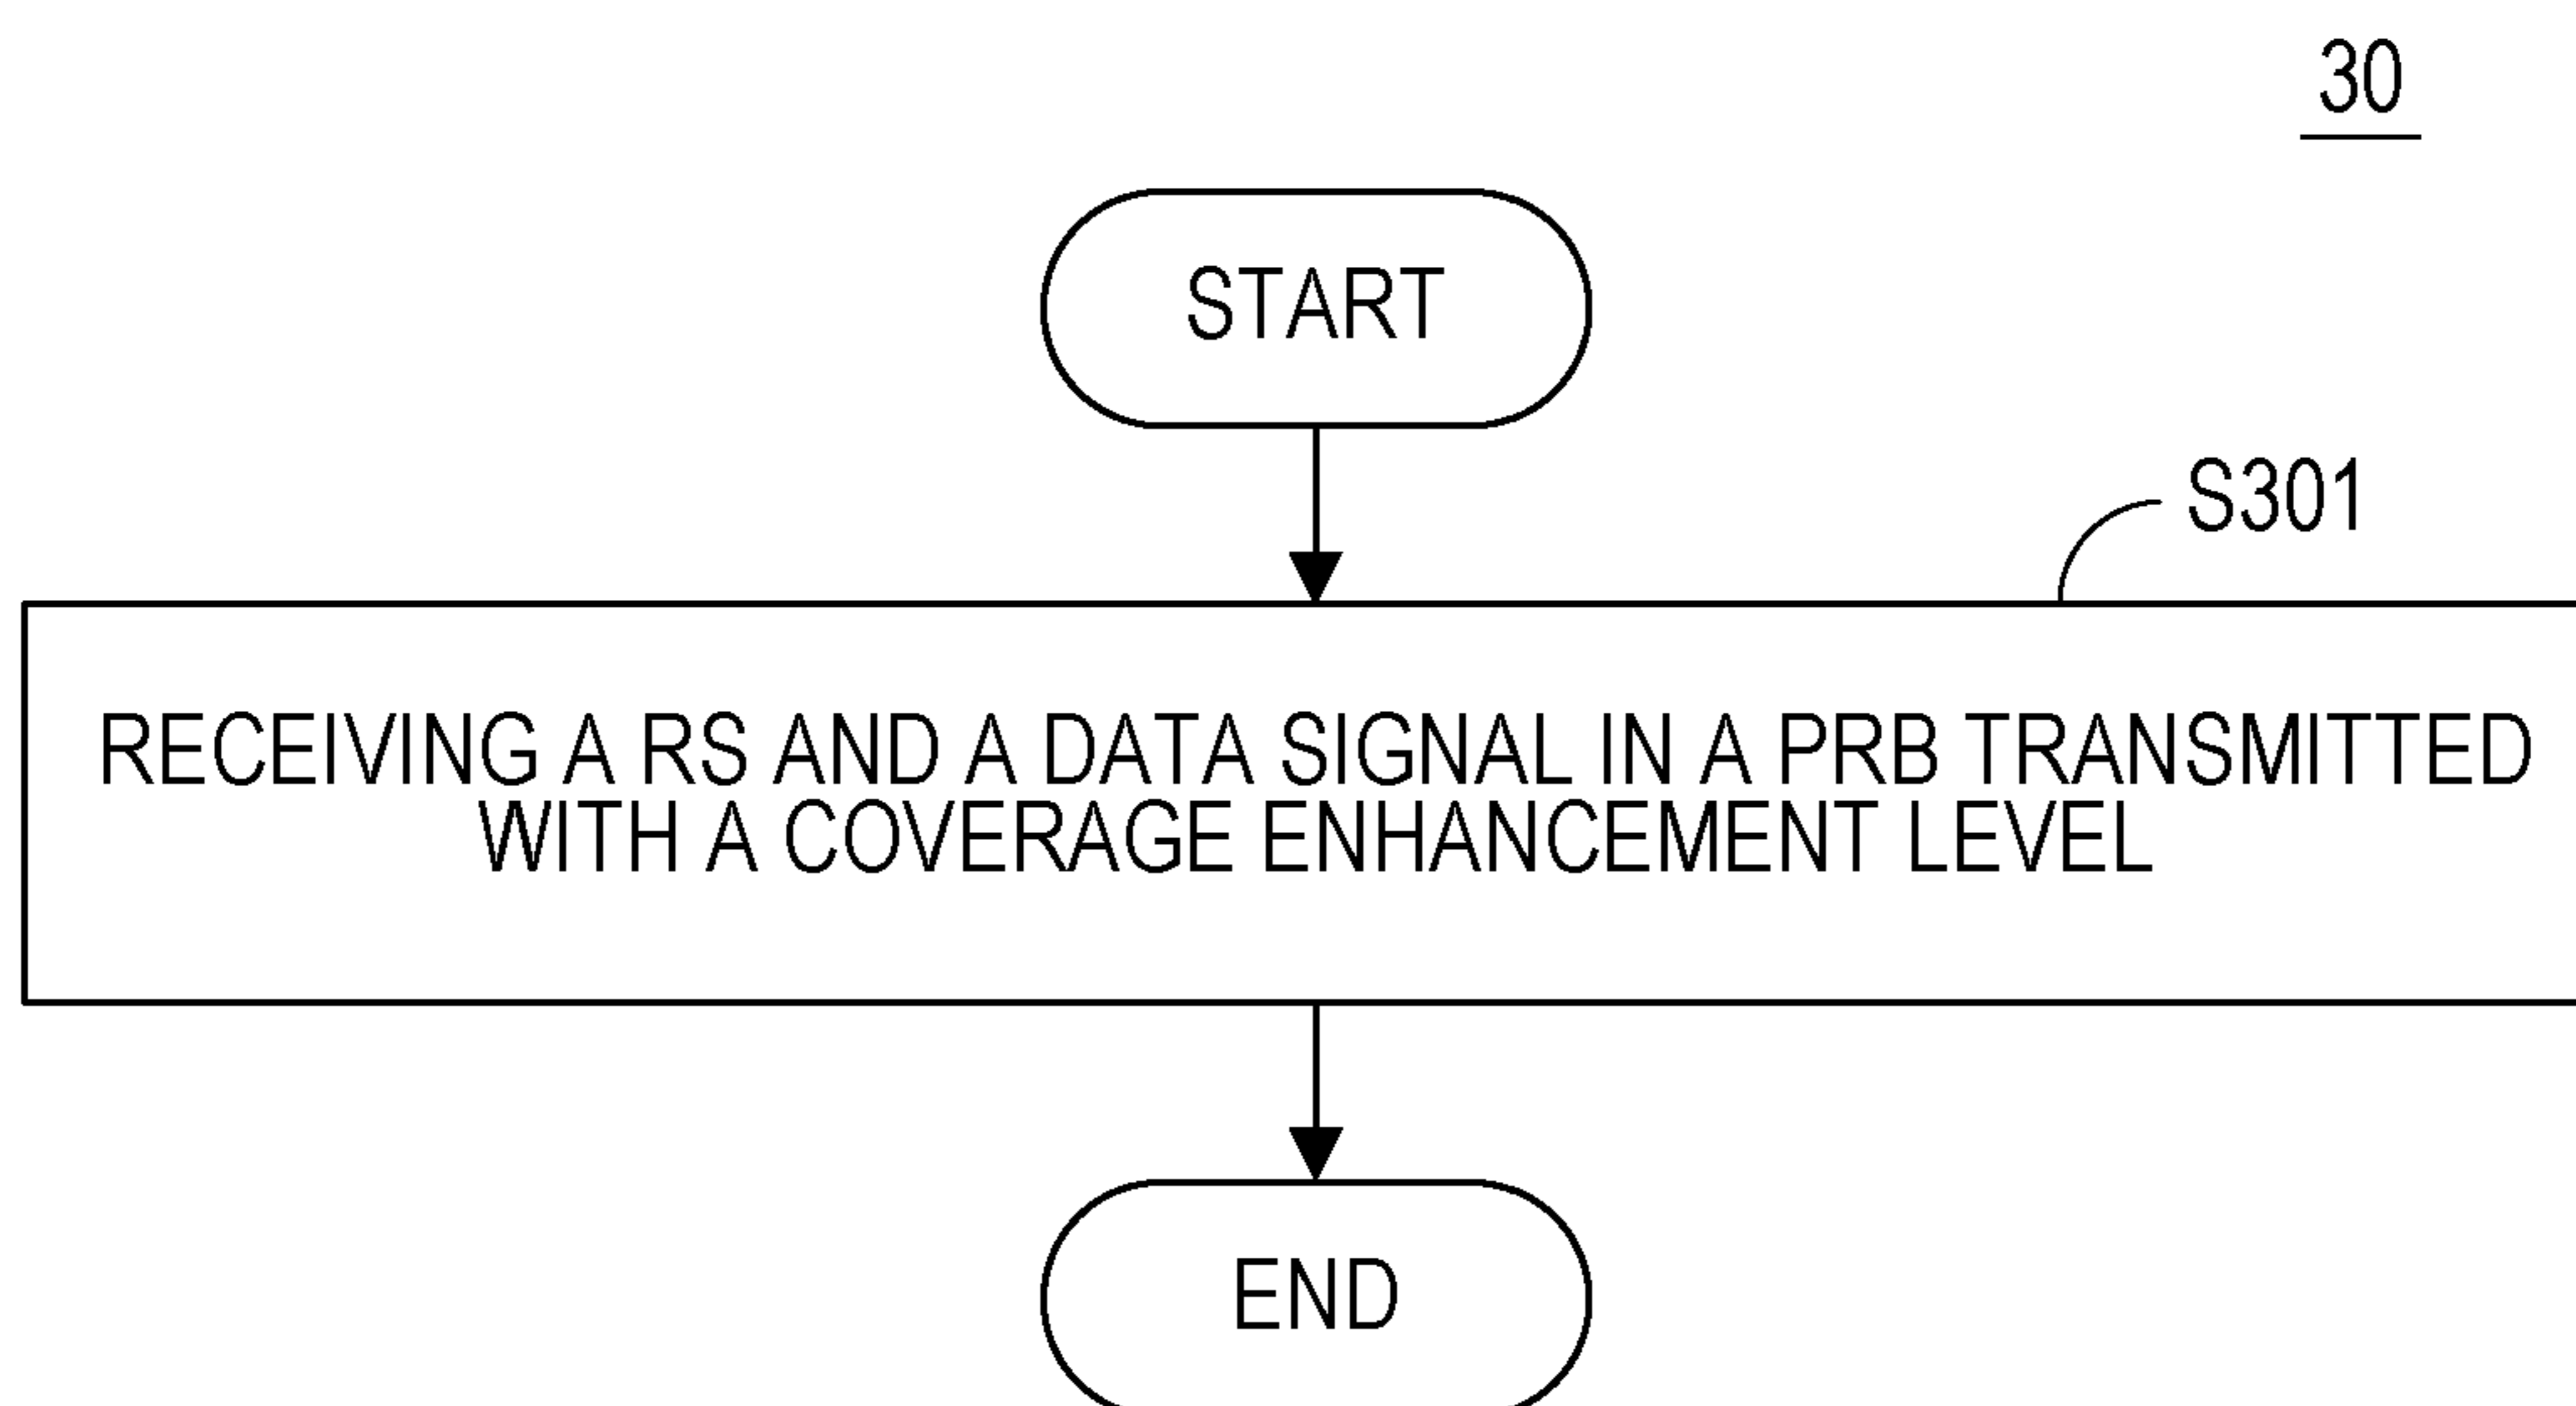 30
START
S301
RECEIVING A RS AND A DATA SIGNAL IN A PRB TRANSMITTED
WITH A COVERAGE ENHANCEMENT LEVEL
END